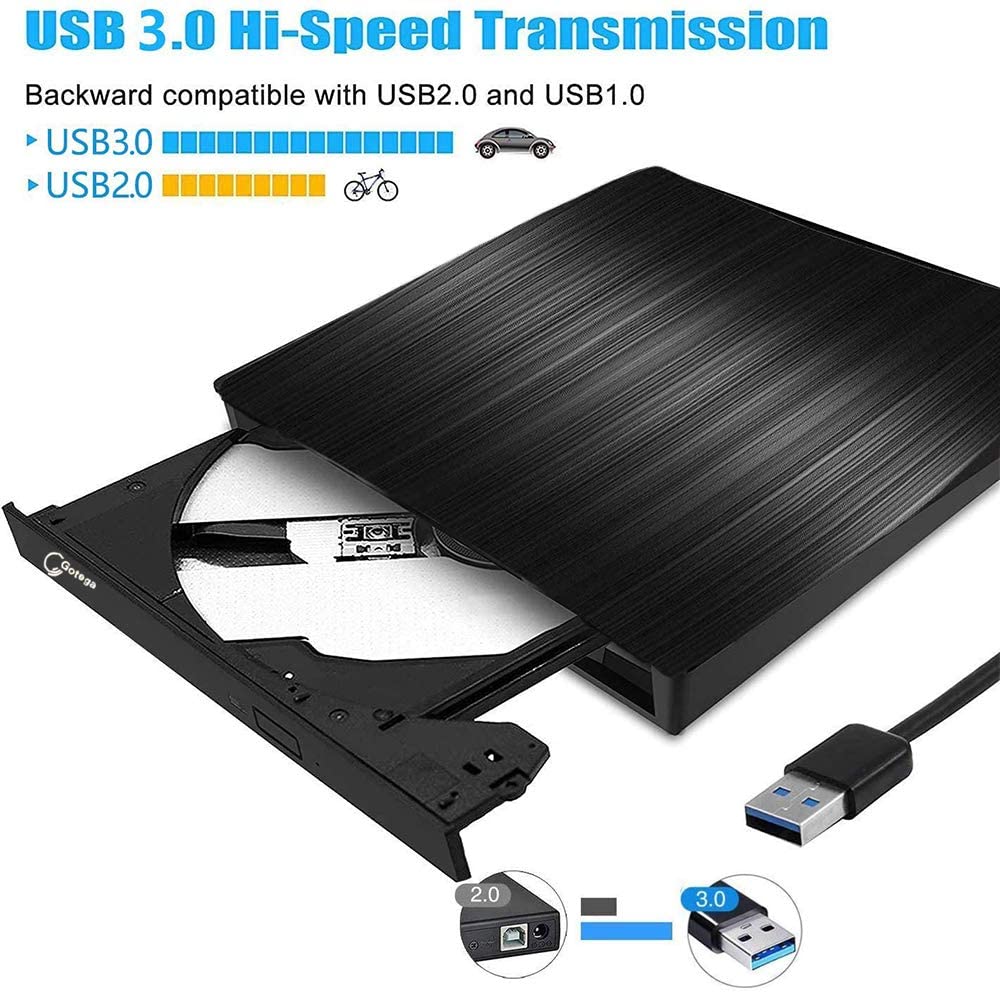 USB 3.0 Hi-Speed Transmission
Backward compatible with USB2.0 and USB1.0
USB3.0
USB2.0
Gotega
2.0
3.0